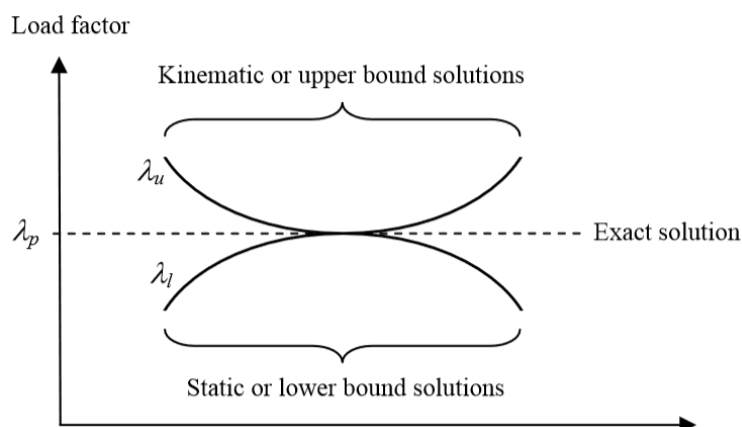 Load factor
Kinematic or upper bound solutions
λu
λp
Exact solution
λl
Static or lower bound solutions